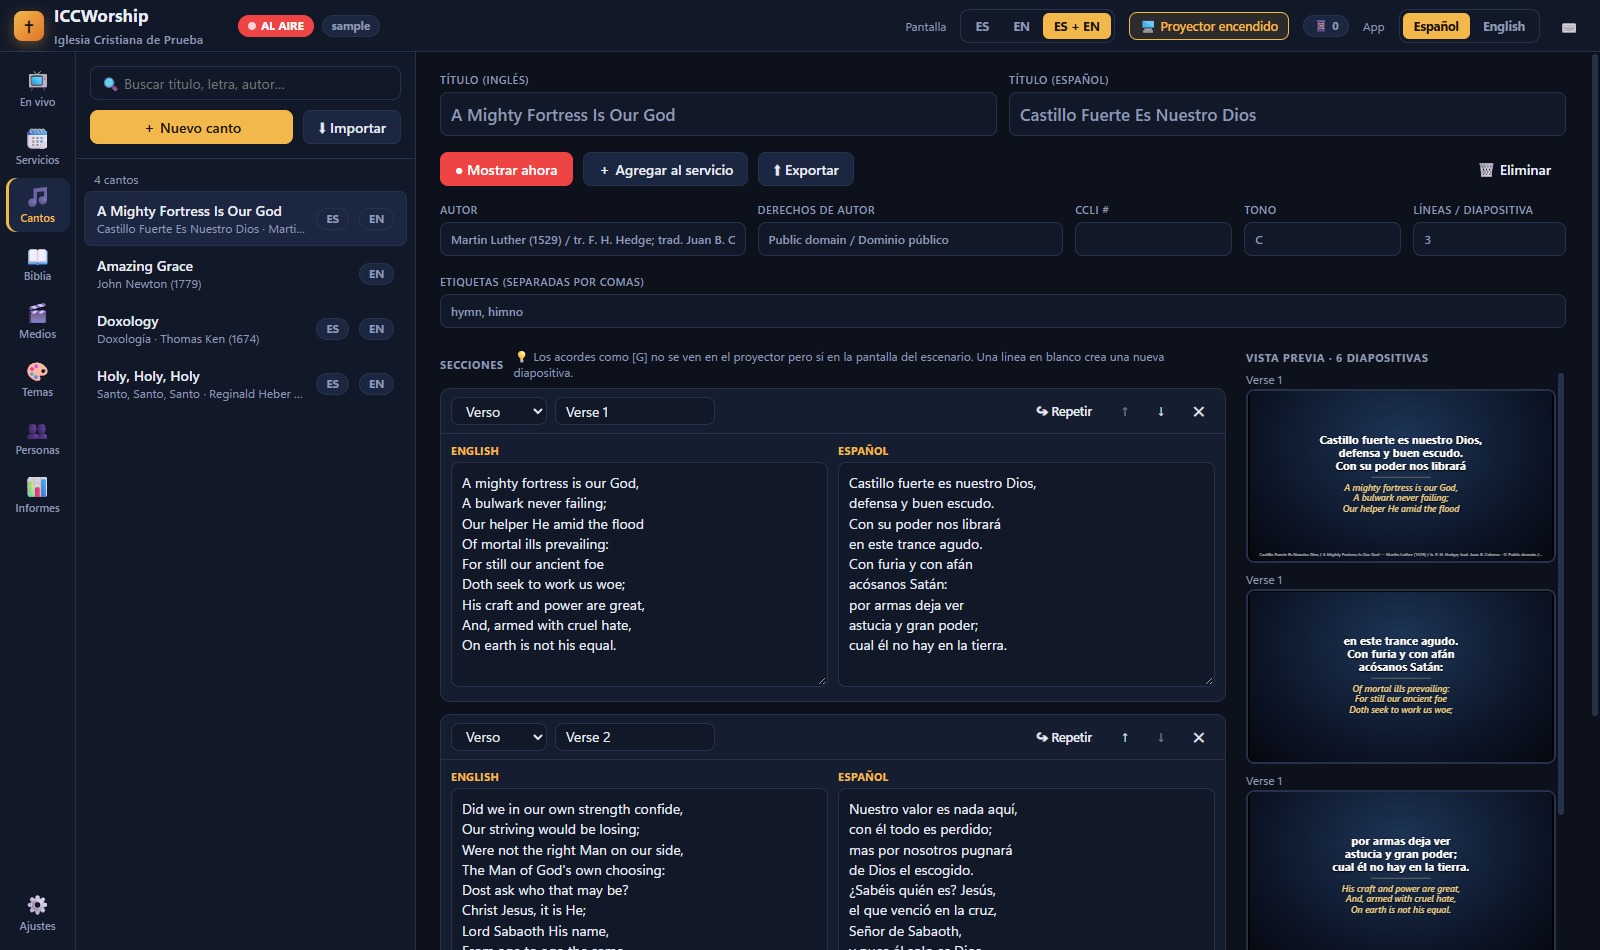 ICCWorship
Iglesia Cristiana de Prueba
AL AIRE
sample
Pantalla
ES
EN
ES + EN
Proyector encendido
0
App
Español
English
En vivo
Servicios
Cantos
Biblia
Medios
Temas
Personas
Informes
Ajustes
Buscar título, letra, autor...
+ Nuevo canto
Importar
4 cantos
A Mighty Fortress Is Our God
Castillo Fuerte Es Nuestro Dios · Marti...
ES
EN
Amazing Grace
John Newton (1779)
EN
Doxology
Doxología · Thomas Ken (1674)
ES
EN
Holy, Holy, Holy
Santo, Santo, Santo · Reginald Heber ...
ES
EN
TÍTULO (INGLÉS)
A Mighty Fortress Is Our God
TÍTULO (ESPAÑOL)
Castillo Fuerte Es Nuestro Dios
Mostrar ahora
+ Agregar al servicio
Exportar
Eliminar
AUTOR
Martin Luther (1529) / tr. F. H. Hedge; trad. Juan B. C
DERECHOS DE AUTOR
Public domain / Dominio público
CCLI #
TONO
C
LÍNEAS / DIAPOSITIVA
3
ETIQUETAS (SEPARADAS POR COMAS)
hymn, himno
SECCIONES
Los acordes como [G] no se ven en el proyector pero sí en la pantalla del escenario. Una línea en blanco crea una nueva
diapositiva.
Verso
Verse 1
Repetir
ENGLISH
A mighty fortress is our God,
A bulwark never failing;
Our helper He amid the flood
Of mortal ills prevailing:
For still our ancient foe
Doth seek to work us woe;
His craft and power are great,
And, armed with cruel hate,
On earth is not his equal.
ESPAÑOL
Castillo fuerte es nuestro Dios,
defensa y buen escudo.
Con su poder nos librará
en este trance agudo.
Con furia y con afán
acósanos Satán:
por armas deja ver
astucia y gran poder;
cual él no hay en la tierra.
Verso
Verse 2
Repetir
ENGLISH
Did we in our own strength confide,
Our striving would be losing;
Were not the right Man on our side,
The Man of God's own choosing:
Dost ask who that may be?
Christ Jesus, it is He;
Lord Sabaoth His name,
ESPAÑOL
Nuestro valor es nada aquí,
con él todo es perdido;
mas por nosotros pugnará
de Dios el escogido.
¿Sabéis quién es? Jesús,
el que venció en la cruz,
Señor de Sabaoth,
VISTA PREVIA · 6 DIAPOSITIVAS
Verse 1
Castillo fuerte es nuestro Dios,
defensa y buen escudo.
Con su poder nos librará
A mighty fortress is our God,
A bulwark never failing;
Our helper He amid the flood
Verse 1
en este trance agudo.
Con furia y con afán
acósanos Satán:
Of mortal ills prevailing:
For still our ancient foe
Doth seek to work us woe;
Verse 1
por armas deja ver
astucia y gran poder;
cual él no hay en la tierra.
His craft and power are great,
And, armed with cruel hate,
On earth is not his equal.